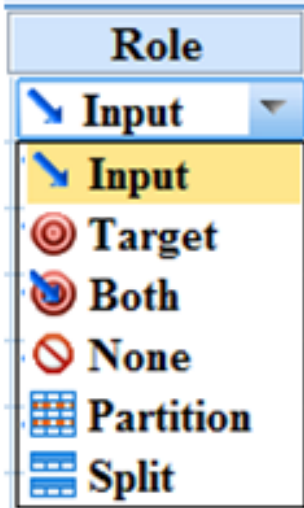 Role
Input
Input
Target
Both
None
Partition
Split